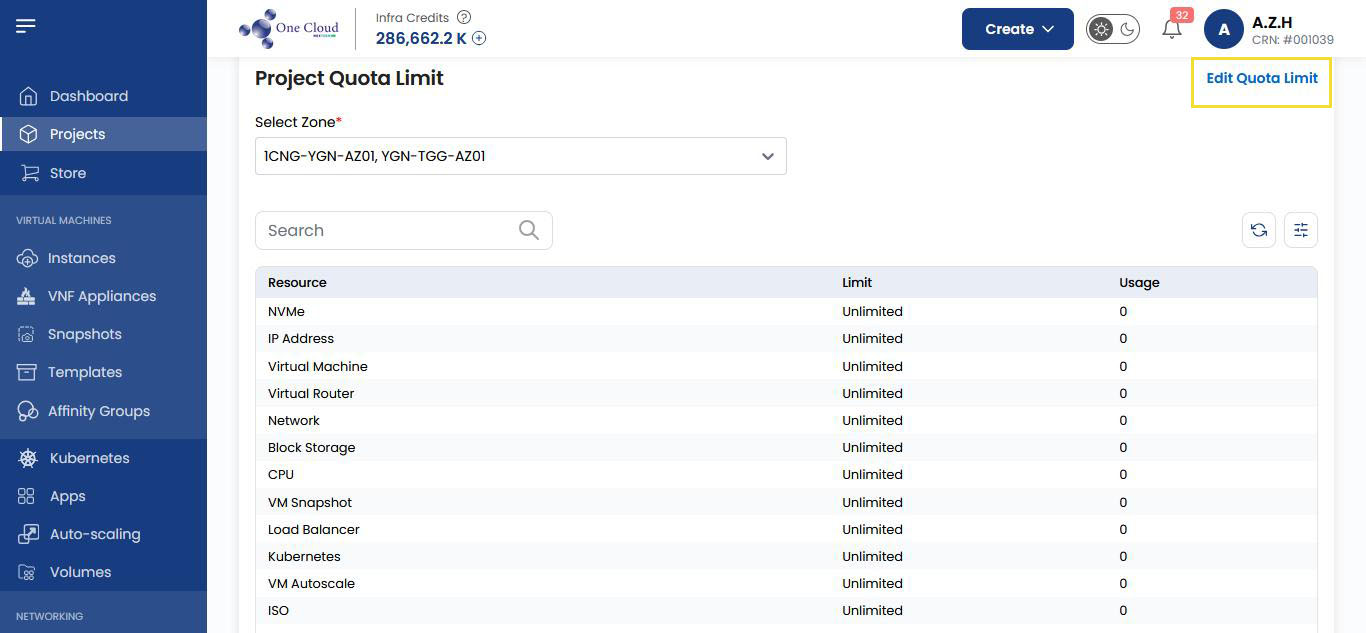 One Cloud
Infra Credits ?
286,662.2 K
Create
32
A
A.Z.H
CRN: #001039
Dashboard
Projects
Store
VIRTUAL MACHINES
Instances
VNF Appliances
Snapshots
Templates
Affinity Groups
Kubernetes
Apps
Auto-scaling
Volumes
NETWORKING
Project Quota Limit
Edit Quota Limit
Select Zone*
1CNG-YGN-AZ01, YGN-TGG-AZ01
Search
Resource Limit Usage
NVMe Unlimited 0
IP Address Unlimited 0
Virtual Machine Unlimited 0
Virtual Router Unlimited 0
Network Unlimited 0
Block Storage Unlimited 0
CPU Unlimited 0
VM Snapshot Unlimited 0
Load Balancer Unlimited 0
Kubernetes Unlimited 0
VM Autoscale Unlimited 0
ISO Unlimited 0